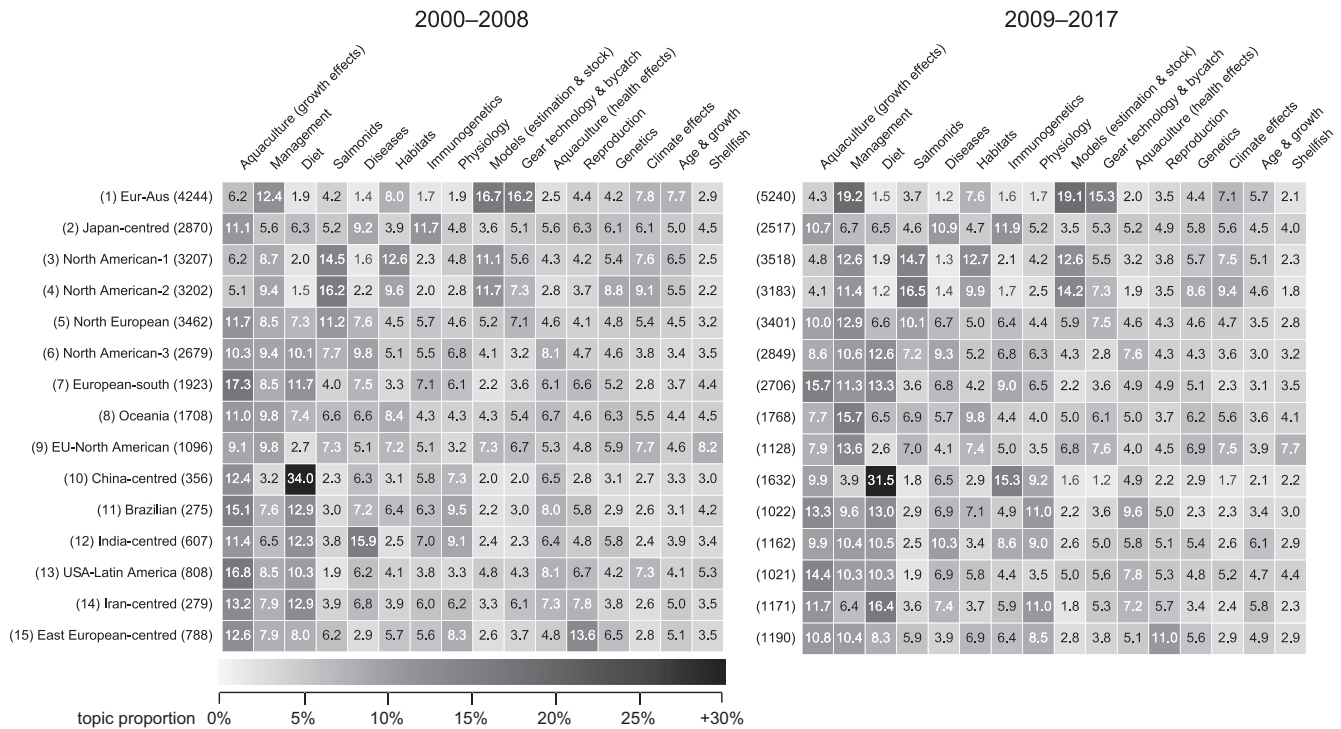 2000–2008
2009–2017
Aquaculture (growth effects)
Management
Diet
Salmonids
Diseases
Habitats
Immunogenetics
Physiology
Models (estimation & stock)
Gear technology & bycatch
Aquaculture (health effects)
Reproduction
Genetics
Climate effects
Age & growth
Shellfish
Aquaculture (growth effects)
Management
Diet
Salmonids
Diseases
Habitats
Immunogenetics
Physiology
Models (estimation & stock)
Gear technology & bycatch
Aquaculture (health effects)
Reproduction
Genetics
Climate effects
Age & growth
Shellfish
(1) Eur-Aus (4244) 6.2 12.4 1.9 4.2 1.4 8.0 1.7 1.9 16.7 16.2 2.5 4.4 4.2 7.8 7.7 2.9 (5240) 4.3 19.2 1.5 3.7 1.2 7.6 1.6 1.7 19.1 15.3 2.0 3.5 4.4 7.1 5.7 2.1
(2) Japan-centred (2870) 11.1 5.6 6.3 5.2 9.2 3.9 11.7 4.8 3.6 5.1 5.6 6.3 6.1 6.1 5.0 4.5 (2517) 10.7 6.7 6.5 4.6 10.9 4.7 11.9 5.2 3.5 5.3 5.2 4.9 5.8 5.6 4.5 4.0
(3) North American-1 (3207) 6.2 8.7 2.0 14.5 1.6 12.6 2.3 4.8 11.1 5.6 4.3 4.2 5.4 7.6 6.5 2.5 (3518) 4.8 12.6 1.9 14.7 1.3 12.7 2.1 4.2 12.6 5.5 3.2 3.8 5.7 7.5 5.1 2.3
(4) North American-2 (3202) 5.1 9.4 1.5 16.2 2.2 9.6 2.0 2.8 11.7 7.3 2.8 3.7 8.8 9.1 5.5 2.2 (3183) 4.1 11.4 1.2 16.5 1.4 9.9 1.7 2.5 14.2 7.3 1.9 3.5 8.6 9.4 4.6 1.8
(5) North European (3462) 11.7 8.5 7.3 11.2 7.6 4.5 5.7 4.6 5.2 7.1 4.6 4.1 4.8 5.4 4.5 3.2 (3401) 10.0 12.9 6.6 10.1 6.7 5.0 6.4 4.4 5.9 7.5 4.6 4.3 4.6 4.7 3.5 2.8
(6) North American-3 (2679) 10.3 9.4 10.1 7.7 9.8 5.1 5.5 6.8 4.1 3.2 8.1 4.7 4.6 3.8 3.4 3.5 (2849) 8.6 10.6 12.6 7.2 9.3 5.2 6.8 6.3 4.3 2.8 7.6 4.3 4.3 3.6 3.0 3.2
(7) European-south (1923) 17.3 8.5 11.7 4.0 7.5 3.3 7.1 6.1 2.2 3.6 6.1 6.6 5.2 2.8 3.7 4.4 (2706) 15.7 11.3 13.3 3.6 6.8 4.2 9.0 6.5 2.2 3.6 4.9 4.9 5.1 2.3 3.1 3.5
(8) Oceania (1708) 11.0 9.8 7.4 6.6 6.6 8.4 4.3 4.3 4.3 5.4 6.7 4.6 6.3 5.5 4.4 4.5 (1768) 7.7 15.7 6.5 6.9 5.7 9.8 4.4 4.0 5.0 6.1 5.0 3.7 6.2 5.6 3.6 4.1
(9) EU-North American (1096) 9.1 9.8 2.7 7.3 5.1 7.2 5.1 3.2 7.3 6.7 5.3 4.8 5.9 7.7 4.6 8.2 (1128) 7.9 13.6 2.6 7.0 4.1 7.4 5.0 3.5 6.8 7.6 4.0 4.5 6.9 7.5 3.9 7.7
(10) China-centred (356) 12.4 3.2 34.0 2.3 6.3 3.1 5.8 7.3 2.0 2.0 6.5 2.8 3.1 2.7 3.3 3.0 (1632) 9.9 3.9 31.5 1.8 6.5 2.9 15.3 9.2 1.6 1.2 4.9 2.2 2.9 1.7 2.1 2.2
(11) Brazilian (275) 15.1 7.6 12.9 3.0 7.2 6.4 6.3 9.5 2.2 3.0 8.0 5.8 2.9 2.6 3.1 4.2 (1022) 13.3 9.6 13.0 2.9 6.9 7.1 4.9 11.0 2.2 3.6 9.6 5.0 2.3 2.3 3.4 3.0
(12) India-centred (607) 11.4 6.5 12.3 3.8 15.9 2.5 7.0 9.1 2.4 2.3 6.4 4.8 5.8 2.4 3.9 3.4 (1162) 9.9 10.4 10.5 2.5 10.3 3.4 8.6 9.0 2.6 5.0 5.8 5.1 5.4 2.6 6.1 2.9
(13) USA-Latin America (808) 16.8 8.5 10.3 1.9 6.2 4.1 3.8 3.3 4.8 4.3 8.1 6.7 4.2 7.3 4.1 5.3 (1021) 14.4 10.3 10.3 1.9 6.9 5.8 4.4 3.5 5.0 5.6 7.8 5.3 4.8 5.2 4.7 4.4
(14) Iran-centred (279) 13.2 7.9 12.9 3.9 6.8 3.9 6.0 6.2 3.3 6.1 7.3 7.8 3.8 2.6 5.0 3.5 (1171) 11.7 6.4 16.4 3.6 7.4 3.7 5.9 11.0 1.8 5.3 7.2 5.7 3.4 2.4 5.8 2.3
(15) East European-centred (788) 12.6 7.9 8.0 6.2 2.9 5.7 5.6 8.3 2.6 3.7 4.8 13.6 6.5 2.8 5.1 3.5 (1190) 10.8 10.4 8.3 5.9 3.9 6.9 6.4 8.5 2.8 3.8 5.1 11.0 5.6 2.9 4.9 2.9
topic proportion 0% 5% 10% 15% 20% 25% +30%